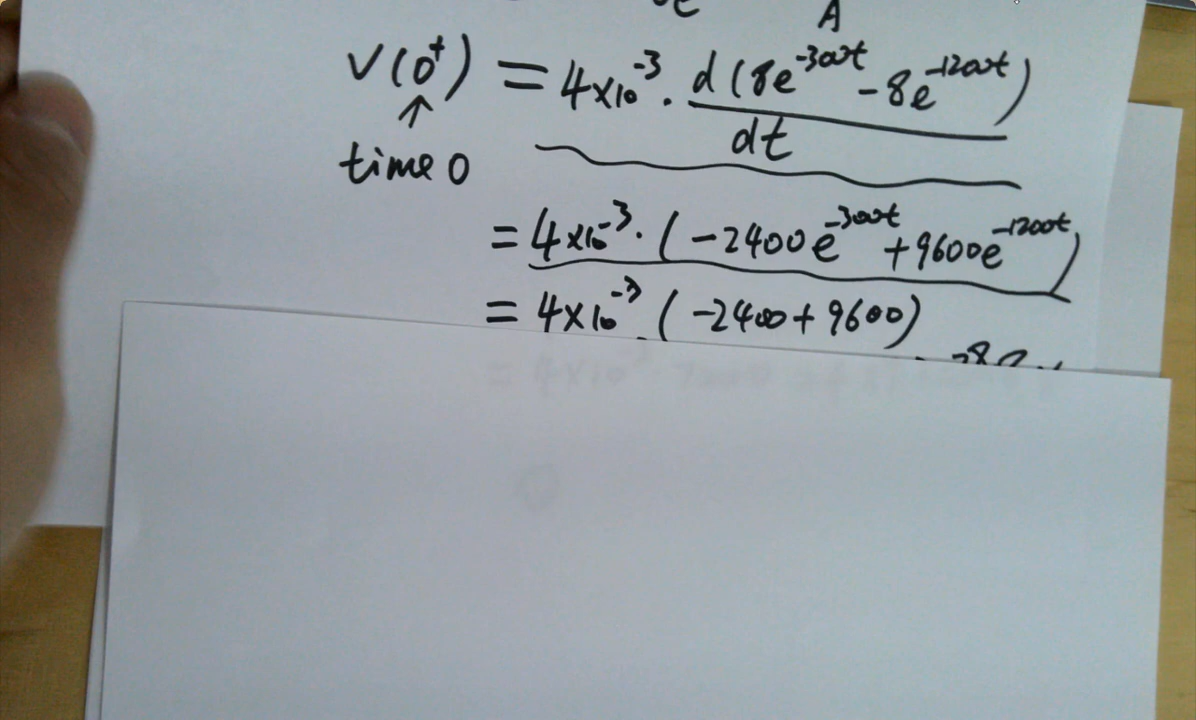 A
V(0⁺) = 4×10⁻³ · d(8e^-300t - 8e^-1200t)
dt
↑
time 0
= 4×10⁻³ · (-2400e^-300t + 9600e^-1200t)
= 4×10⁻³ (-2400 + 9600)